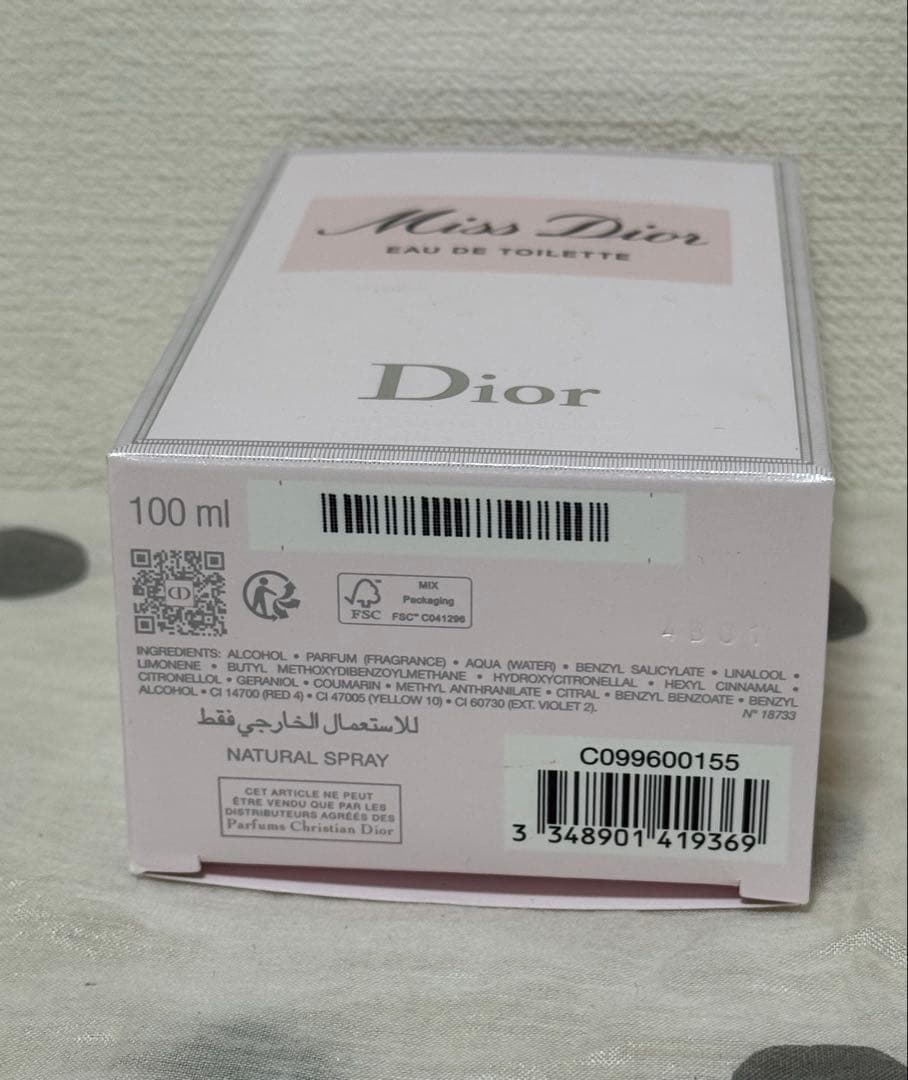 Miss Dior
EAU DE TOILETTE
Dior
100 ml
MIX
Packaging
FSC
FSC™ C041296
4B01
INGREDIENTS: ALCOHOL • PARFUM (FRAGRANCE) • AQUA (WATER) • BENZYL SALICYLATE • LINALOOL •
LIMONENE • BUTYL METHOXYDIBENZOYLMETHANE • HYDROXYCITRONELLAL • HEXYL CINNAMAL •
CITRONELLOL • GERANIOL • COUMARIN • METHYL ANTHRANILATE • CITRAL • BENZYL BENZOATE • BENZYL
ALCOHOL • CI 14700 (RED 4) • CI 47005 (YELLOW 10) • CI 60730 (EXT. VIOLET 2).
N° 18733
للاستعمال الخارجي فقط
NATURAL SPRAY
CET ARTICLE NE PEUT
ÊTRE VENDU QUE PAR LES
DISTRIBUTEURS AGRÉÉS DES
Parfums Christian Dior
C099600155
3 348901 419369